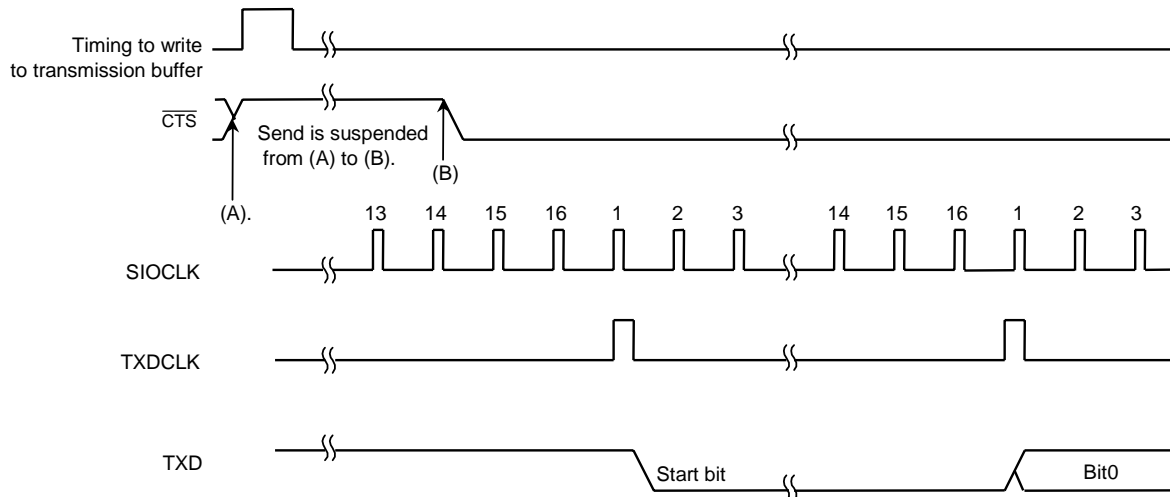 Timing to write
to transmission buffer
CTS
Send is suspended
from (A) to (B).
(B)
(A).
13 14 15 16 1 2 3 14 15 16 1 2 3
SIOCLK
TXDCLK
TXD
Start bit
Bit0